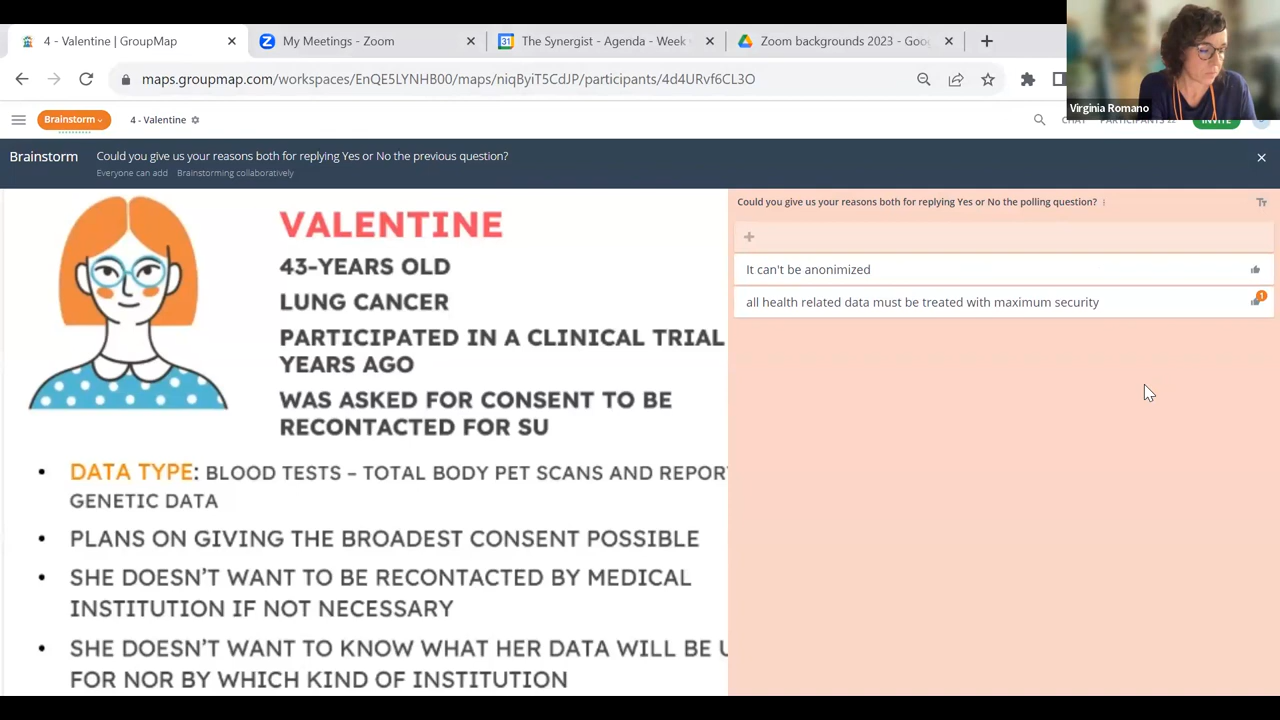 4 - Valentine | GroupMap
My Meetings - Zoom
31
The Synergist - Agenda - Week
Zoom backgrounds 2023 - Goo
maps.groupmap.com/workspaces/EnQE5LYNHB00/maps/niqByiT5CdJP/participants/4d4URvf6CL3O
Virginia Romano
Brainstorm
4 - Valentine
CHAT
PARTICIPANTS 22
INVITE
Brainstorm
Could you give us your reasons both for replying Yes or No the previous question?
Everyone can add Brainstorming collaboratively
VALENTINE
43-YEARS OLD
LUNG CANCER
PARTICIPATED IN A CLINICAL TRIAL
YEARS AGO
WAS ASKED FOR CONSENT TO BE
RECONTACTED FOR SU
• DATA TYPE: BLOOD TESTS – TOTAL BODY PET SCANS AND REPOR
GENETIC DATA
• PLANS ON GIVING THE BROADEST CONSENT POSSIBLE
• SHE DOESN'T WANT TO BE RECONTACTED BY MEDICAL
INSTITUTION IF NOT NECESSARY
• SHE DOESN'T WANT TO KNOW WHAT HER DATA WILL BE U
FOR NOR BY WHICH KIND OF INSTITUTION
Could you give us your reasons both for replying Yes or No the polling question?
It can't be anonimized
all health related data must be treated with maximum security
1